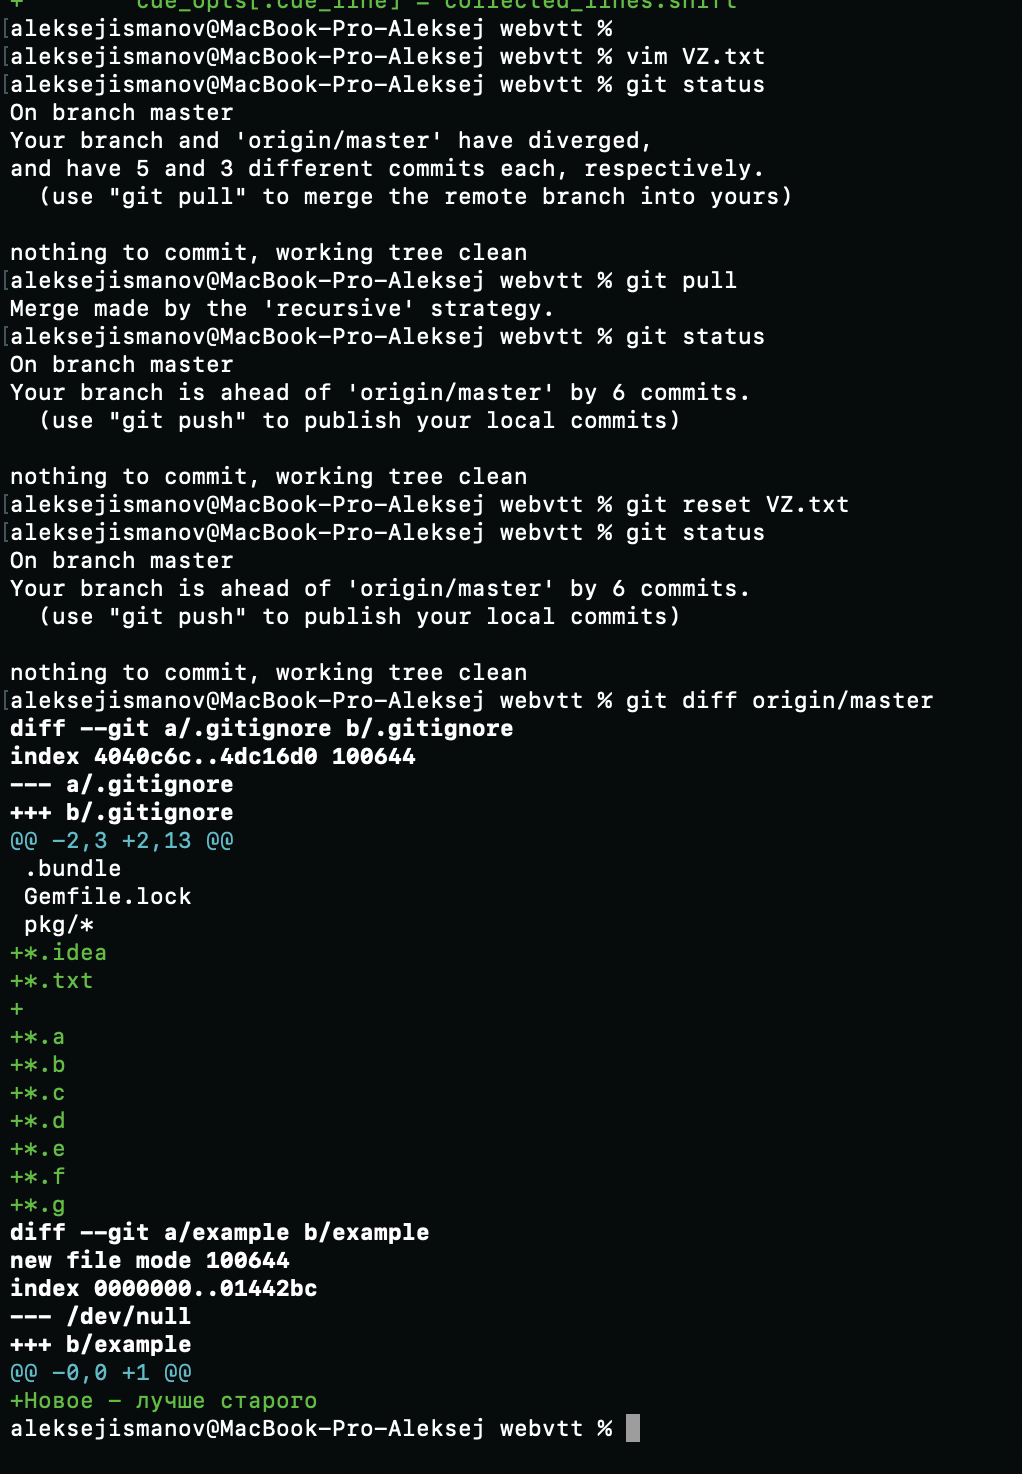 +        cue_opts[:cue_line] = collected_lines.shift
[aleksejismanov@MacBook-Pro-Aleksej webvtt %
[aleksejismanov@MacBook-Pro-Aleksej webvtt % vim VZ.txt
[aleksejismanov@MacBook-Pro-Aleksej webvtt % git status
On branch master
Your branch and 'origin/master' have diverged,
and have 5 and 3 different commits each, respectively.
  (use "git pull" to merge the remote branch into yours)
nothing to commit, working tree clean
[aleksejismanov@MacBook-Pro-Aleksej webvtt % git pull
Merge made by the 'recursive' strategy.
[aleksejismanov@MacBook-Pro-Aleksej webvtt % git status
On branch master
Your branch is ahead of 'origin/master' by 6 commits.
  (use "git push" to publish your local commits)
nothing to commit, working tree clean
[aleksejismanov@MacBook-Pro-Aleksej webvtt % git reset VZ.txt
[aleksejismanov@MacBook-Pro-Aleksej webvtt % git status
On branch master
Your branch is ahead of 'origin/master' by 6 commits.
  (use "git push" to publish your local commits)
nothing to commit, working tree clean
[aleksejismanov@MacBook-Pro-Aleksej webvtt % git diff origin/master
diff --git a/.gitignore b/.gitignore
index 4040c6c..4dc16d0 100644
--- a/.gitignore
+++ b/.gitignore
@@ -2,3 +2,13 @@
 .bundle
 Gemfile.lock
 pkg/*
+*.idea
+*.txt
+
+*.a
+*.b
+*.c
+*.d
+*.e
+*.f
+*.g
diff --git a/example b/example
new file mode 100644
index 0000000..01442bc
--- /dev/null
+++ b/example
@@ -0,0 +1 @@
+Новое - лучше старого
aleksejismanov@MacBook-Pro-Aleksej webvtt %